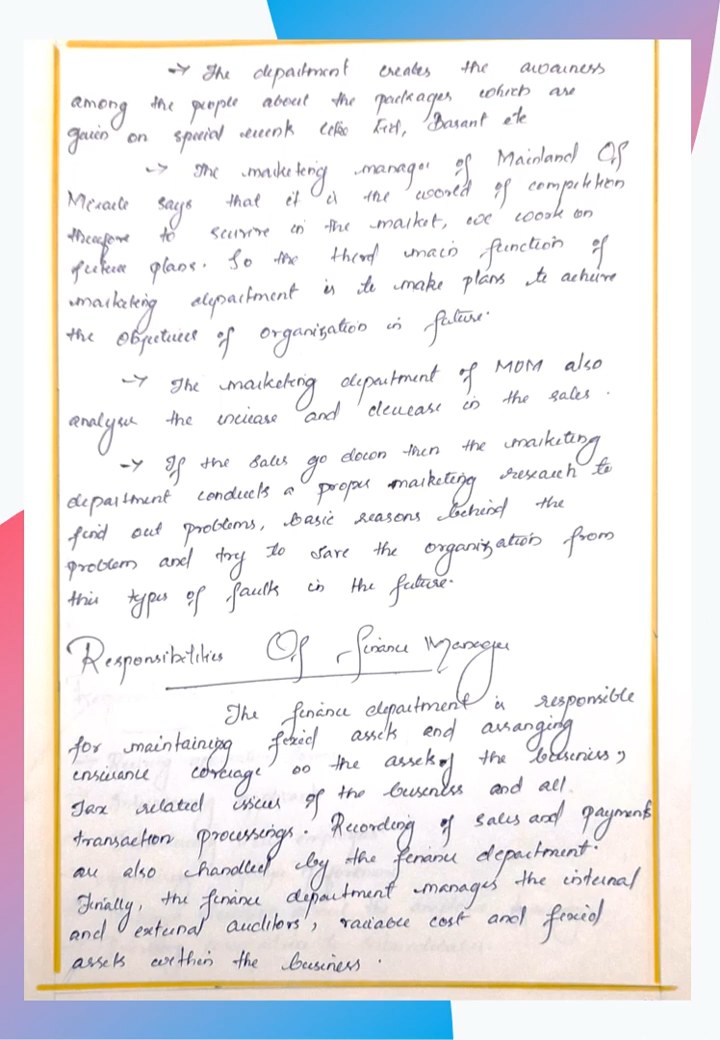 → The department creates the awainess
among the people about the packages which are
gain on special event like Eid, Basant etc
→ The marketing manager of Mainland Of
Meracle says that it is the world of competition
therefore to survive in the market, we work on
future plans. So the third main function of
marketing department is to make plans to acheive
the objectives of organization in future.
→ The marketing department of MOM also
analyse the increase and decrease in the sales.
→ If the sales go down then the marketing
department conducts a proper marketing research to
find out problems, basic reasons behind the
problem and try to save the organization from
this types of faults in the future.
Responsibilities Of finance Manager
The finance department is responsible
for maintaining fixed assets and arranging
insurance coverage on the assets of the business,
Tax related issues of the business and all
transaction processings. Recording of sales and payments
are also handled by the finance department.
Finally, the finance department manages the internal
and external auditors, variable cost and fixed
assets within the business.